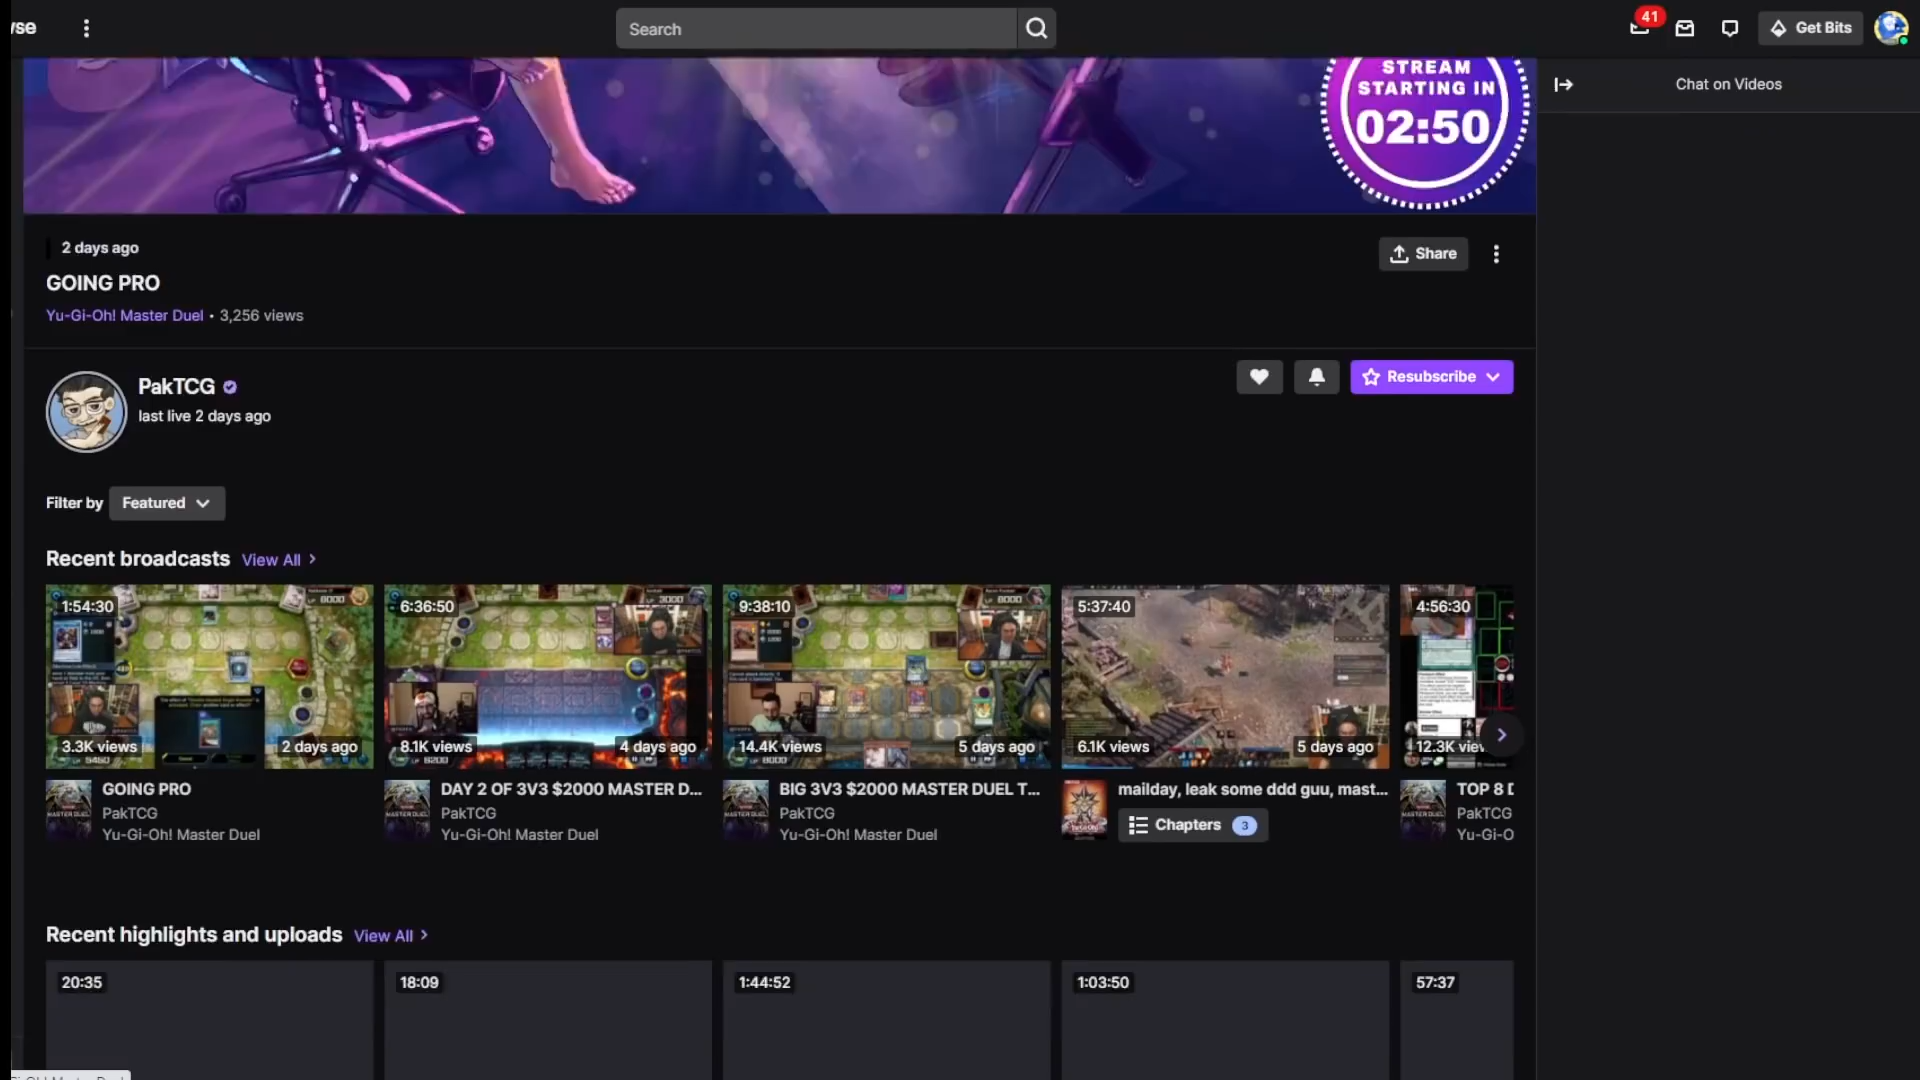 Search
41
Get Bits
STREAM
STARTING IN
02:50
Chat on Videos
2 days ago
Share
GOING PRO
Yu-Gi-Oh! Master Duel • 3,256 views
PakTCG
last live 2 days ago
Resubscribe
Filter by Featured
Recent broadcasts View All
1:54:30
3.3K views
2 days ago
GOING PRO
PakTCG
Yu-Gi-Oh! Master Duel
6:36:50
8.1K views
4 days ago
DAY 2 OF 3V3 $2000 MASTER D...
PakTCG
Yu-Gi-Oh! Master Duel
9:38:10
14.4K views
5 days ago
BIG 3V3 $2000 MASTER DUEL T...
PakTCG
Yu-Gi-Oh! Master Duel
5:37:40
6.1K views
5 days ago
mailday, leak some ddd guu, mast...
Chapters 3
4:56:30
12.3K
TOP 8
PakTCG
Yu-Gi-O
Recent highlights and uploads View All
20:35
18:09
1:44:52
1:03:50
57:37